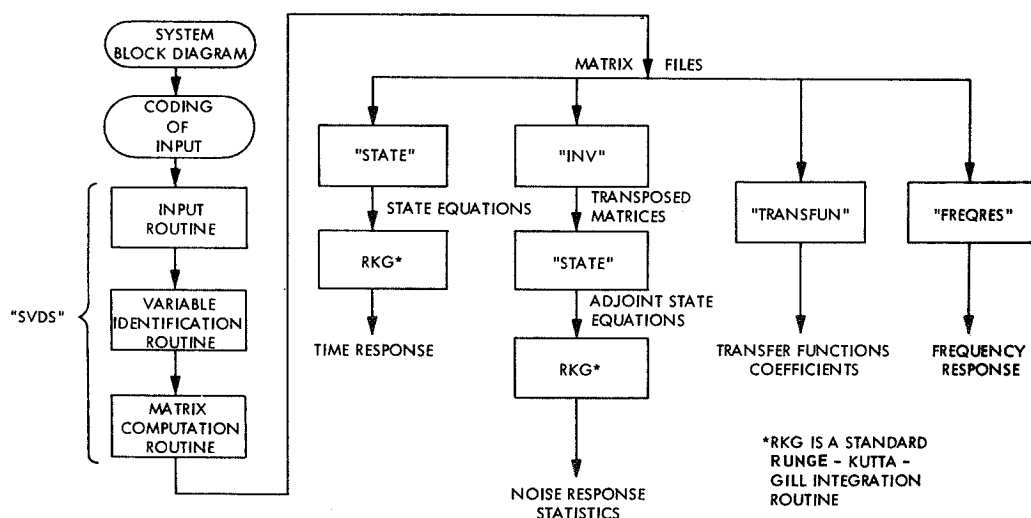 SYSTEM
BLOCK DIAGRAM
CODING
OF
INPUT
"SVDS"
INPUT
ROUTINE
VARIABLE
IDENTIFICATION
ROUTINE
MATRIX
COMPUTATION
ROUTINE
MATRIX FILES
"STATE"
STATE EQUATIONS
RKG*
TIME RESPONSE
"INV"
TRANSPOSED
MATRICES
"STATE"
ADJOINT STATE
EQUATIONS
RKG*
NOISE RESPONSE
STATISTICS
"TRANSFUN"
TRANSFER FUNCTIONS
COEFFICIENTS
"FREQRES"
FREQUENCY
RESPONSE
*RKG IS A STANDARD
RUNGE - KUTTA -
GILL INTEGRATION
ROUTINE